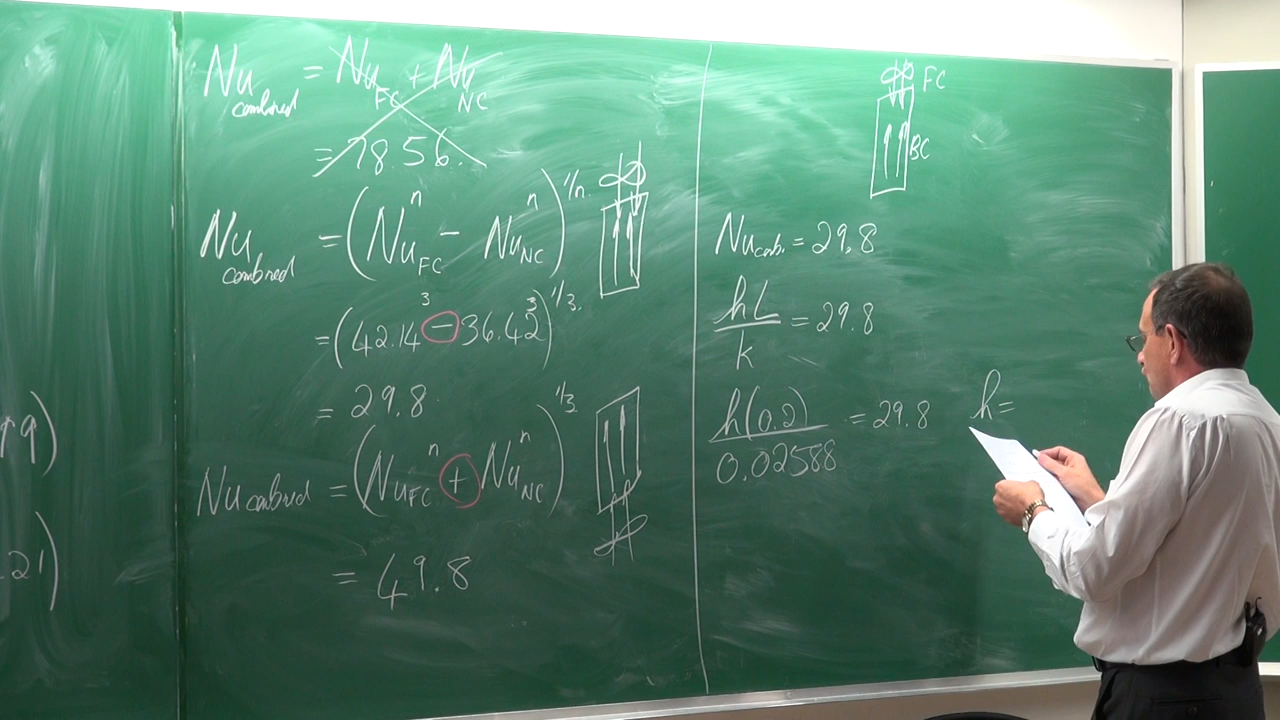 Nu combined = Nu FC + Nu NC
= 78.56
Nu combined = (Nu FC^n - Nu NC^n)^1/n.
= (42.14^3 - 36.42^3)^1/3.
= 29.8
Nu combined = (Nu FC^n + Nu NC^n)^1/3
= 49.8
FC
BC
Nu comb. = 29.8
hL/k = 29.8
h(0.2)/0.02588 = 29.8
h=
9)
21)